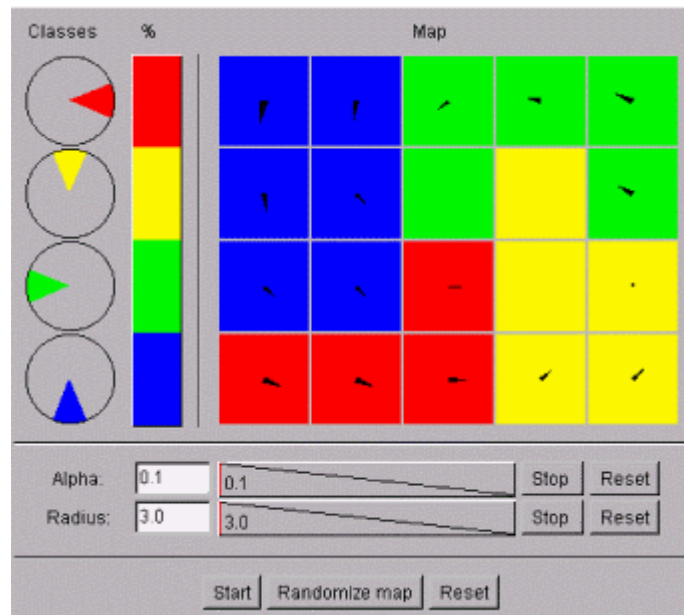 Classes % Map
Alpha: 0.1 0.1 Stop Reset
Radius: 3.0 3.0 Stop Reset
Start Randomize map Reset